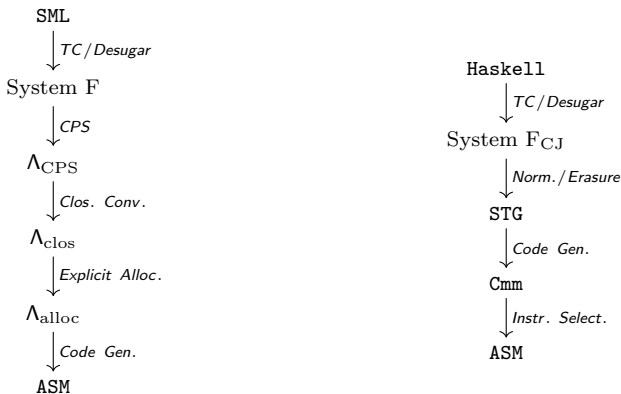 SML
TC/Desugar
System F
CPS
Λ_CPS
Clos. Conv.
Λ_clos
Explicit Alloc.
Λ_alloc
Code Gen.
ASM
Haskell
TC/Desugar
System F_CJ
Norm./Erasure
STG
Code Gen.
Cmm
Instr. Select.
ASM